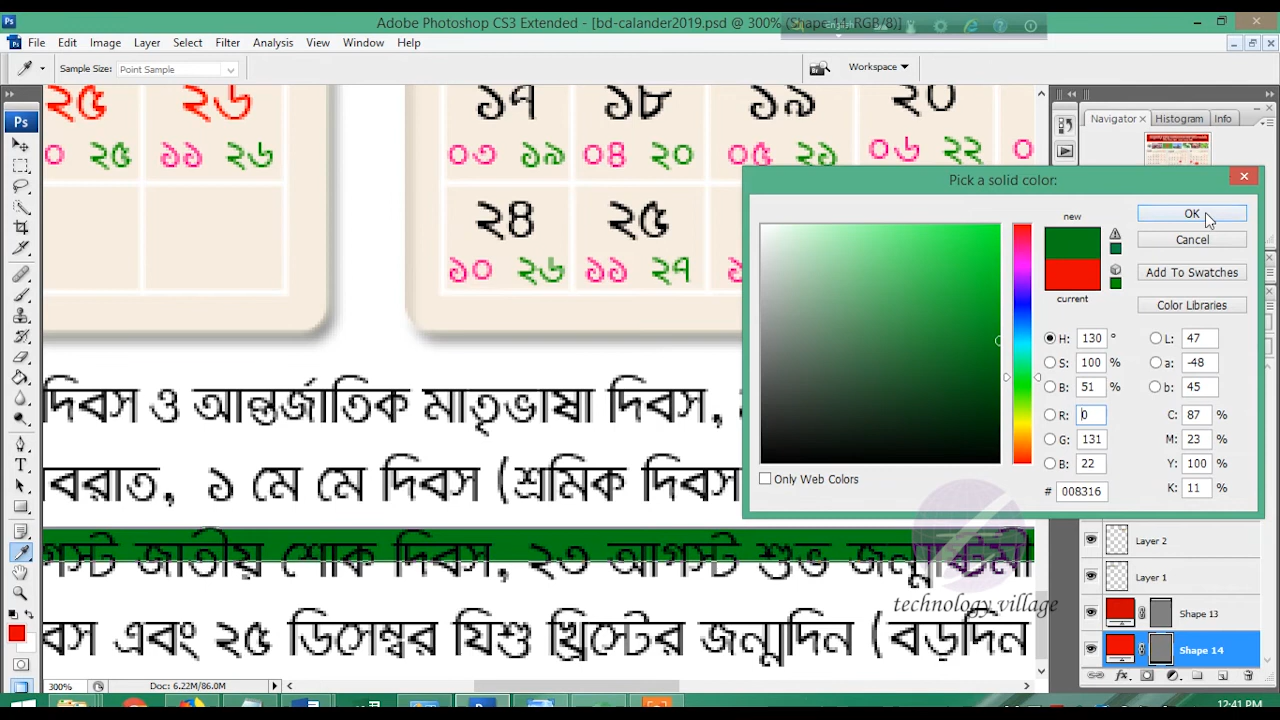 Adobe Photoshop CS3 Extended - [bd-calander2019.psd @ 300% (Shape 14, RGB/8)]
File Edit Image Layer Select Filter Analysis View Window Help
Sample Size: Point Sample
Workspace
Ps
২৫ ২৬ ১৭ ১৮ ১৯ ২০
০ ২৫ ১১ ২৬ ০৩ ১৯ ০৪ ২০ ০৫ ২১ ০৬ ২২ ০
২৪ ২৫
১০ ২৬ ১১ ২৭
দিবস ও আন্তর্জাতিক মাতৃভাষা দিবস,
বরাত, ১ মে মে দিবস (শ্রমিক দিবস
গস্ট জাতীয় শোক দিবস, ২৩ আগস্ট শুভ জন্মাষ্টমী
বস এবং ২৫ ডিসেম্বর যিশু খ্রিস্টের জন্মদিন (বড়দিন
Navigator Histogram Info
Pick a solid color:
new
current
OK
Cancel
Add To Swatches
Color Libraries
H: 130 ° L: 47
S: 100 % a: -48
B: 51 % b: 45
R: 0 C: 87 %
G: 131 M: 23 %
B: 22 Y: 100 %
# 008316 K: 11 %
Only Web Colors
technology village
Layer 2
Layer 1
Shape 13
Shape 14
300% Doc: 6.22M/86.0M
12:41 PM